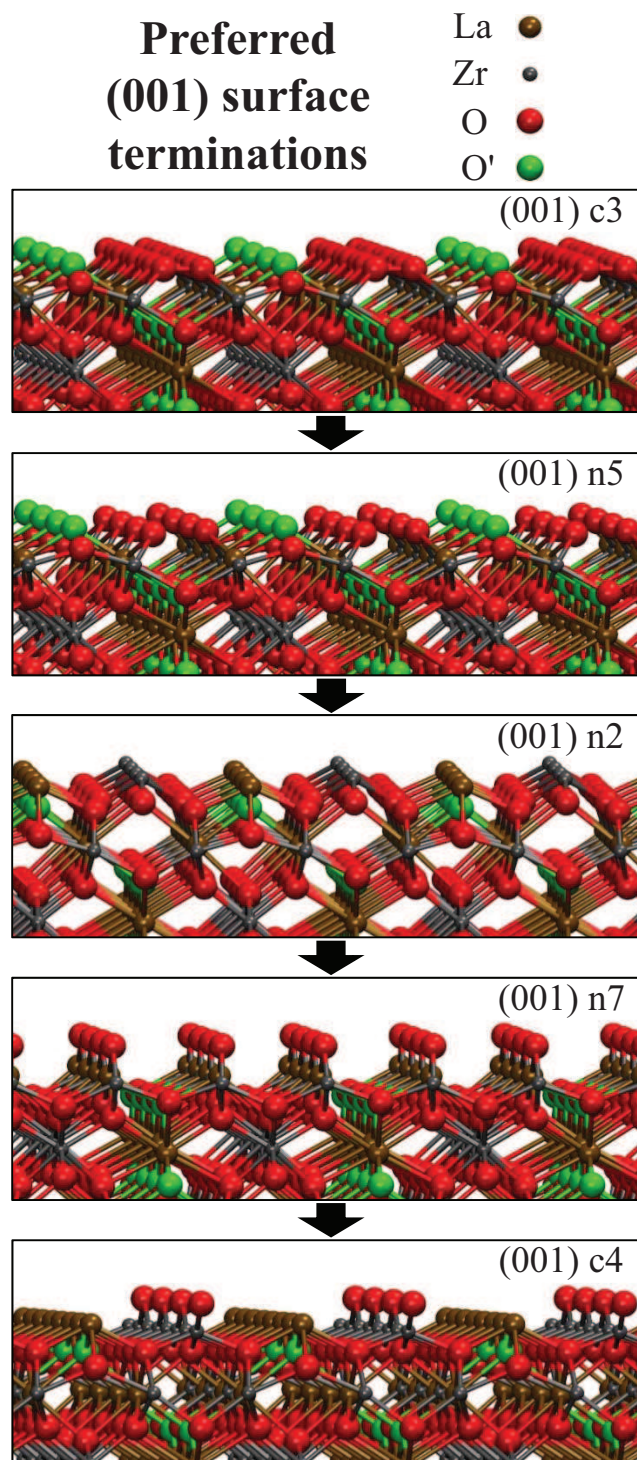 Preferred
(001) surface
terminations
La
Zr
O
O'
(001) c3
(001) n5
(001) n2
(001) n7
(001) c4